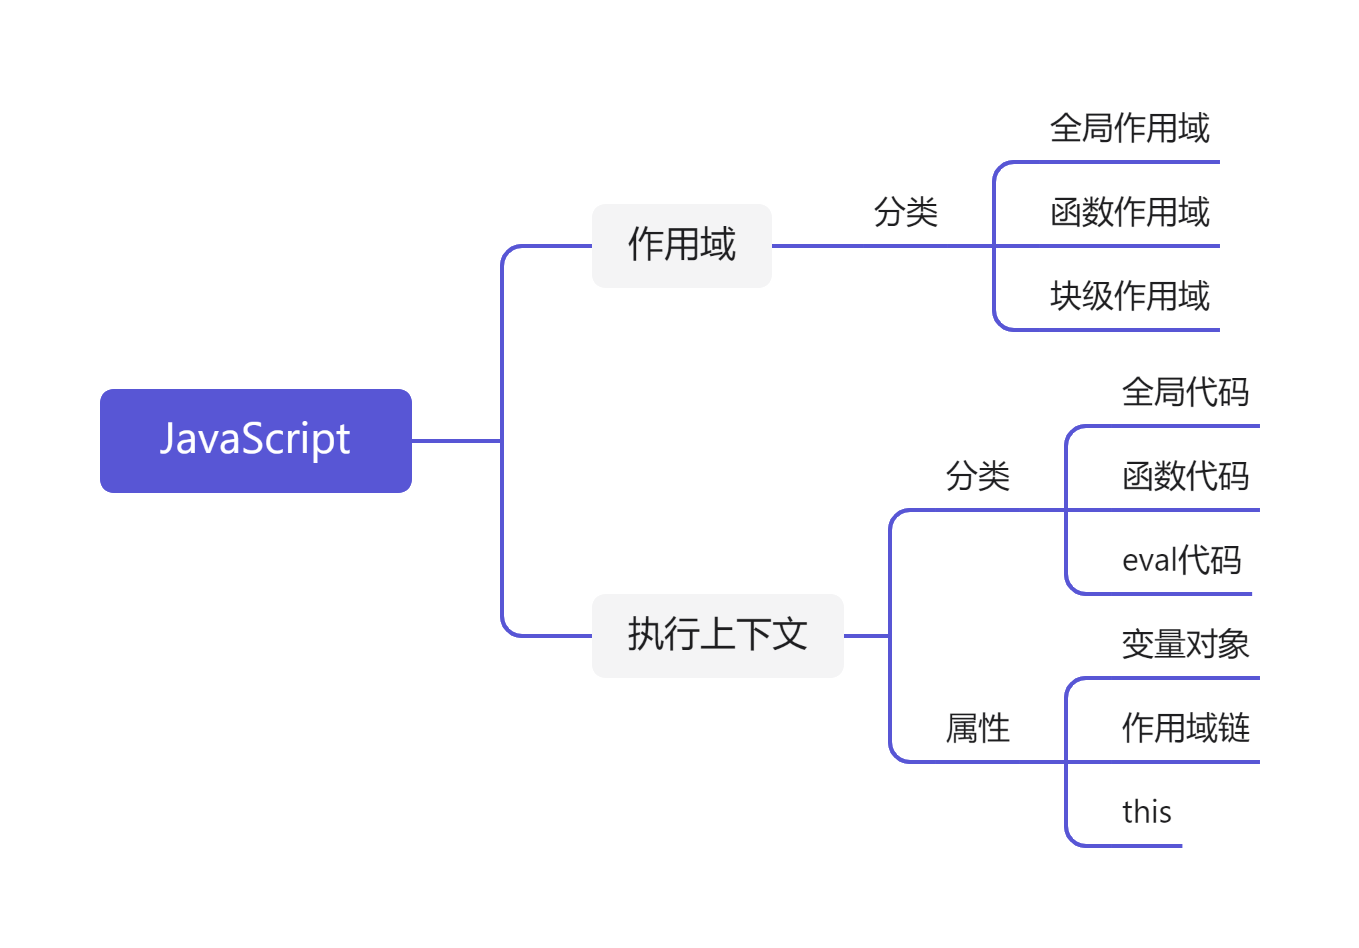 JavaScript
作用域
分类
全局作用域
函数作用域
块级作用域
执行上下文
分类
全局代码
函数代码
eval代码
属性
变量对象
作用域链
this